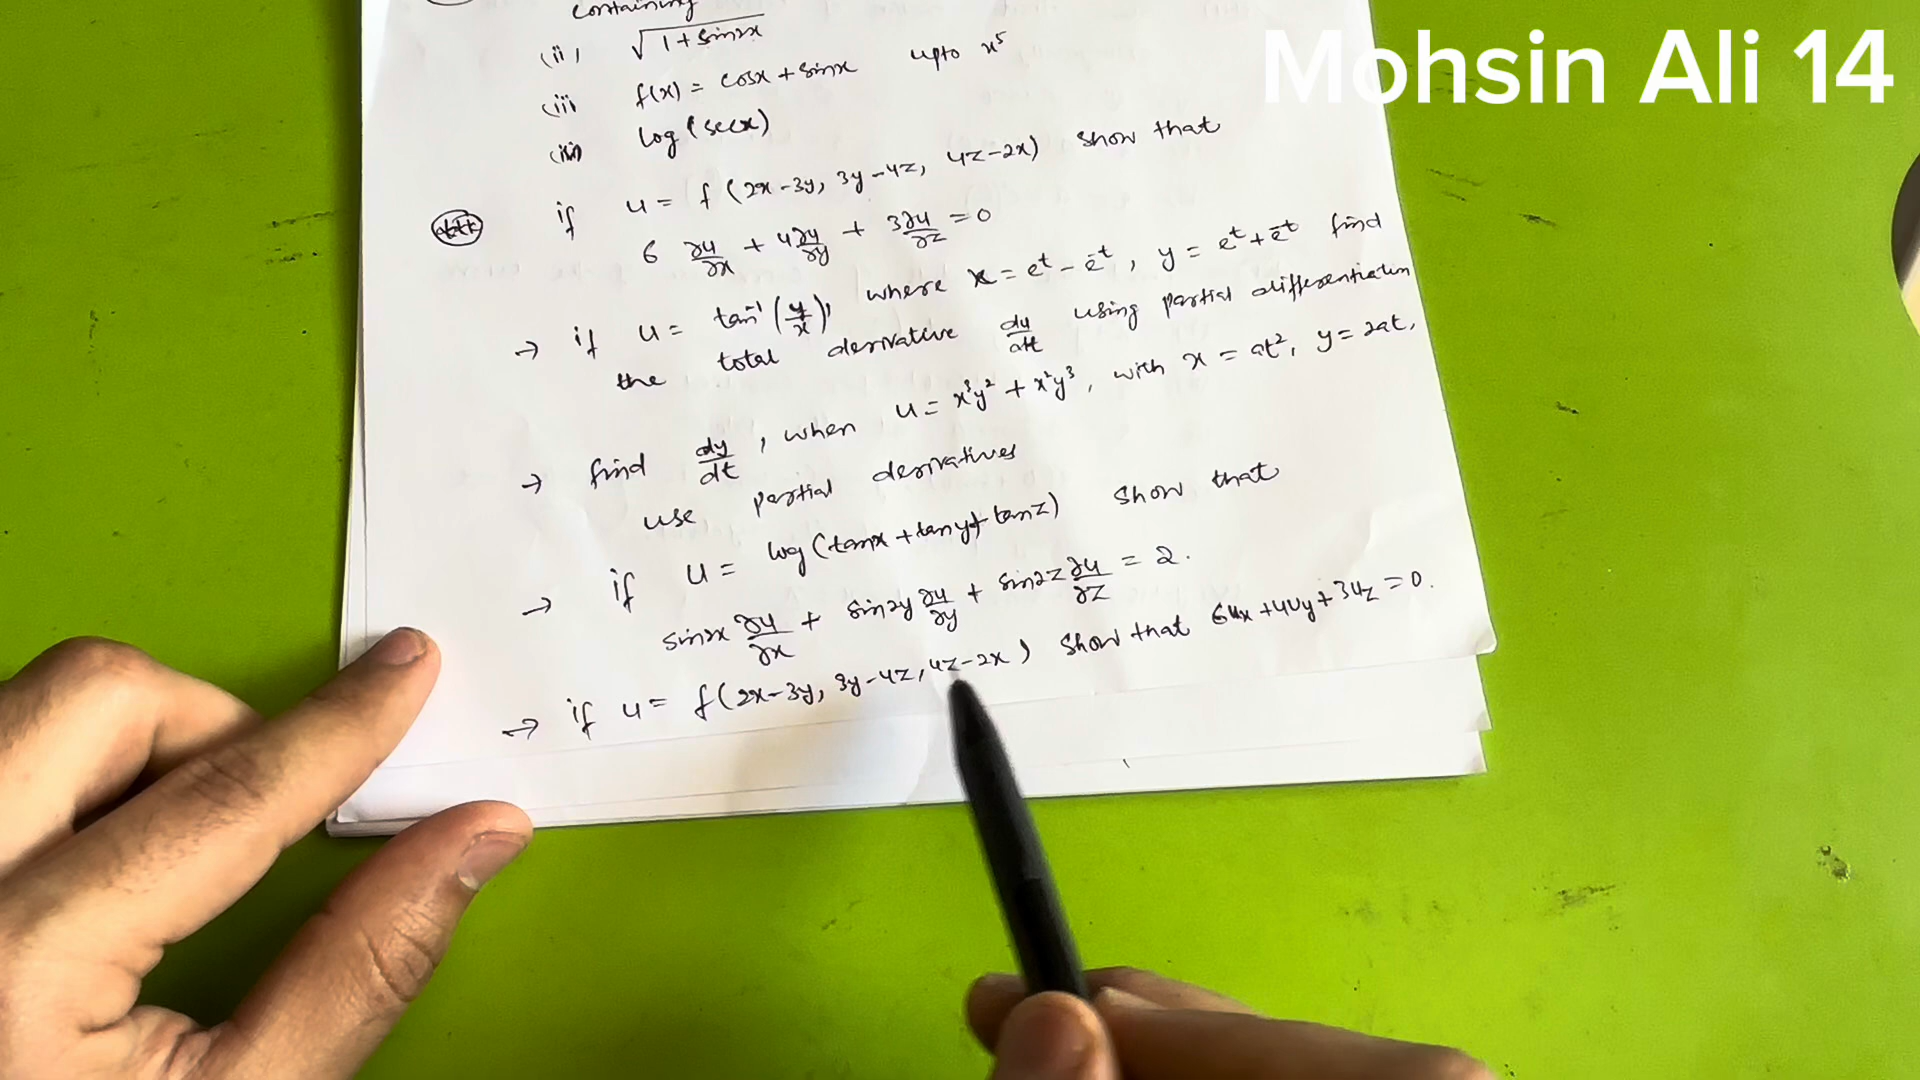 containing
(ii) √1+sin2x
(iii f(x) = cosx + sinx upto x⁵
log(secx)
if u = f(2x-3y, 3y-4z, 4z-2x) show that
6 ∂u/∂x + 4∂u/∂y + 3∂u/∂z = 0
→ if u = tan⁻¹(y/x), where x = eᵗ - e⁻ᵗ, y = eᵗ + e⁻ᵗ find
the total derivative du/dt using partial differentiation
→ find dy/dt, when u = x³y² + x²y³, with x = at², y = 2at,
use partial derivatives
→ if u = log(tanx + tany + tanz) show that
sin2x ∂u/∂x + sin2y ∂u/∂y + sin2z ∂u/∂z = 2.
→ if u = f(2x-3y, 3y-4z, 4z-2x) show that 6ux + 4uy + 3uz = 0.
Mohsin Ali 14